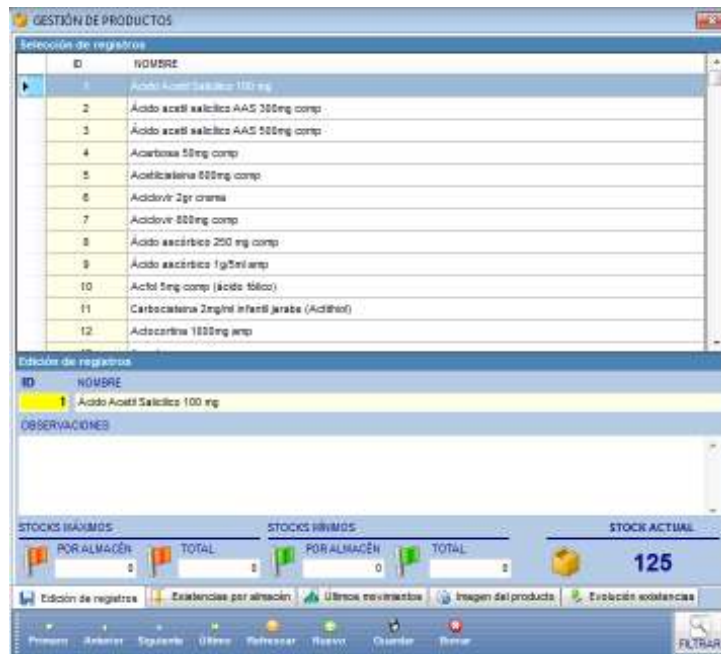 GESTIÓN DE PRODUCTOS
Selección de registros
ID NOMBRE
1 Acido Acetil Salicilico 100 mg
2 Ácido acetil salicílico AAS 300mg comp
3 Ácido acetil salicílico AAS 500mg comp
4 Acarbosa 50mg comp
5 Acetilcisteina 600mg comp
6 Aciclovir 2gr crema
7 Aciclovir 800mg comp
8 Ácido ascórbico 250 mg comp
9 Ácido ascórbico 1g/5ml amp
10 Acfol 5mg comp (ácido fólico)
11 Carbocisteina 2mg/ml infantil jarabe (Actithiol)
12 Actocortina 1000mg amp
Edición de registros
ID NOMBRE
1 Acido Acetil Salicilico 100 mg
OBSERVACIONES
STOCKS MÁXIMOS STOCKS MÍNIMOS STOCK ACTUAL
POR ALMACÉN TOTAL POR ALMACÉN TOTAL
0 0 0 0 125
Edición de registros Existencias por almacén Últimos movimientos Imagen del producto Evolución existencias
Primero Anterior Siguiente Último Refrescar Nuevo Guardar Borrar FILTRAR